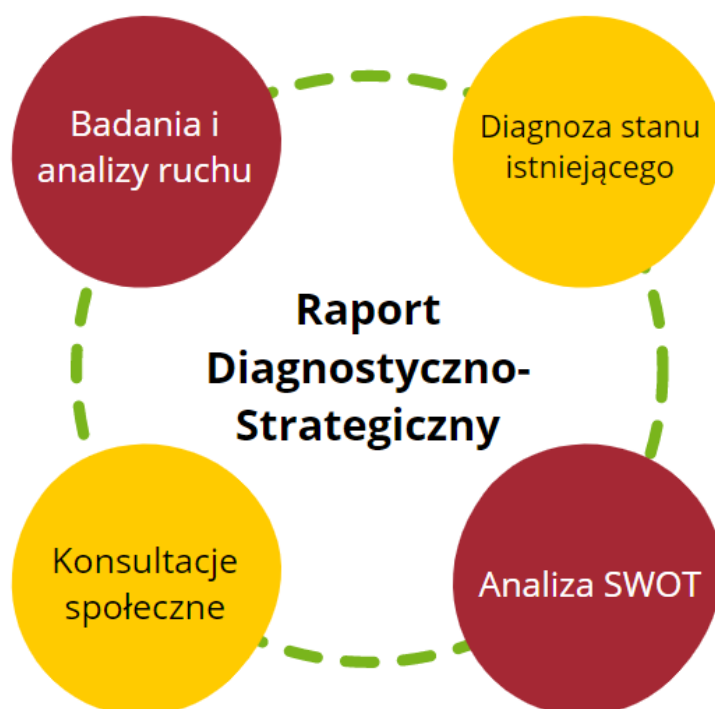 Badania i
analizy ruchu
Diagnoza stanu
istniejącego
Raport
Diagnostyczno-
Strategiczny
Konsultacje
społeczne
Analiza SWOT